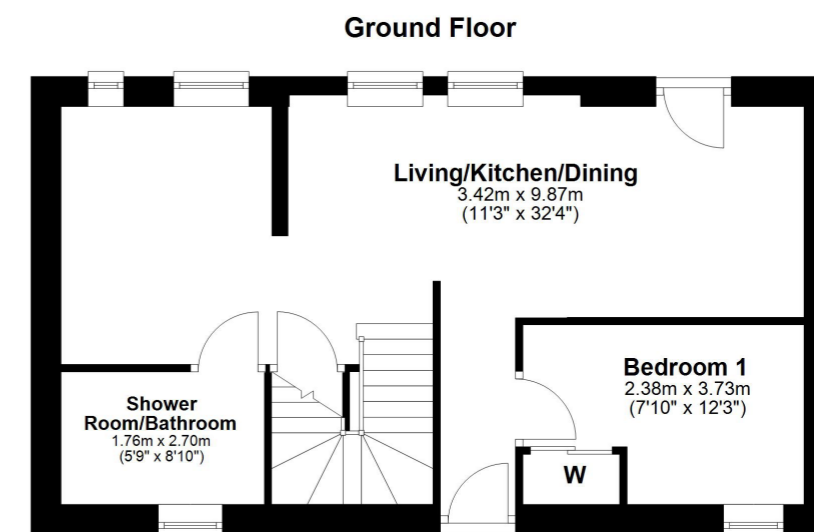 Ground Floor
Living/Kitchen/Dining
3.42m x 9.87m
(11'3" x 32'4")
Bedroom 1
2.38m x 3.73m
(7'10" x 12'3")
Shower
Room/Bathroom
1.76m x 2.70m
(5'9" x 8'10")
W